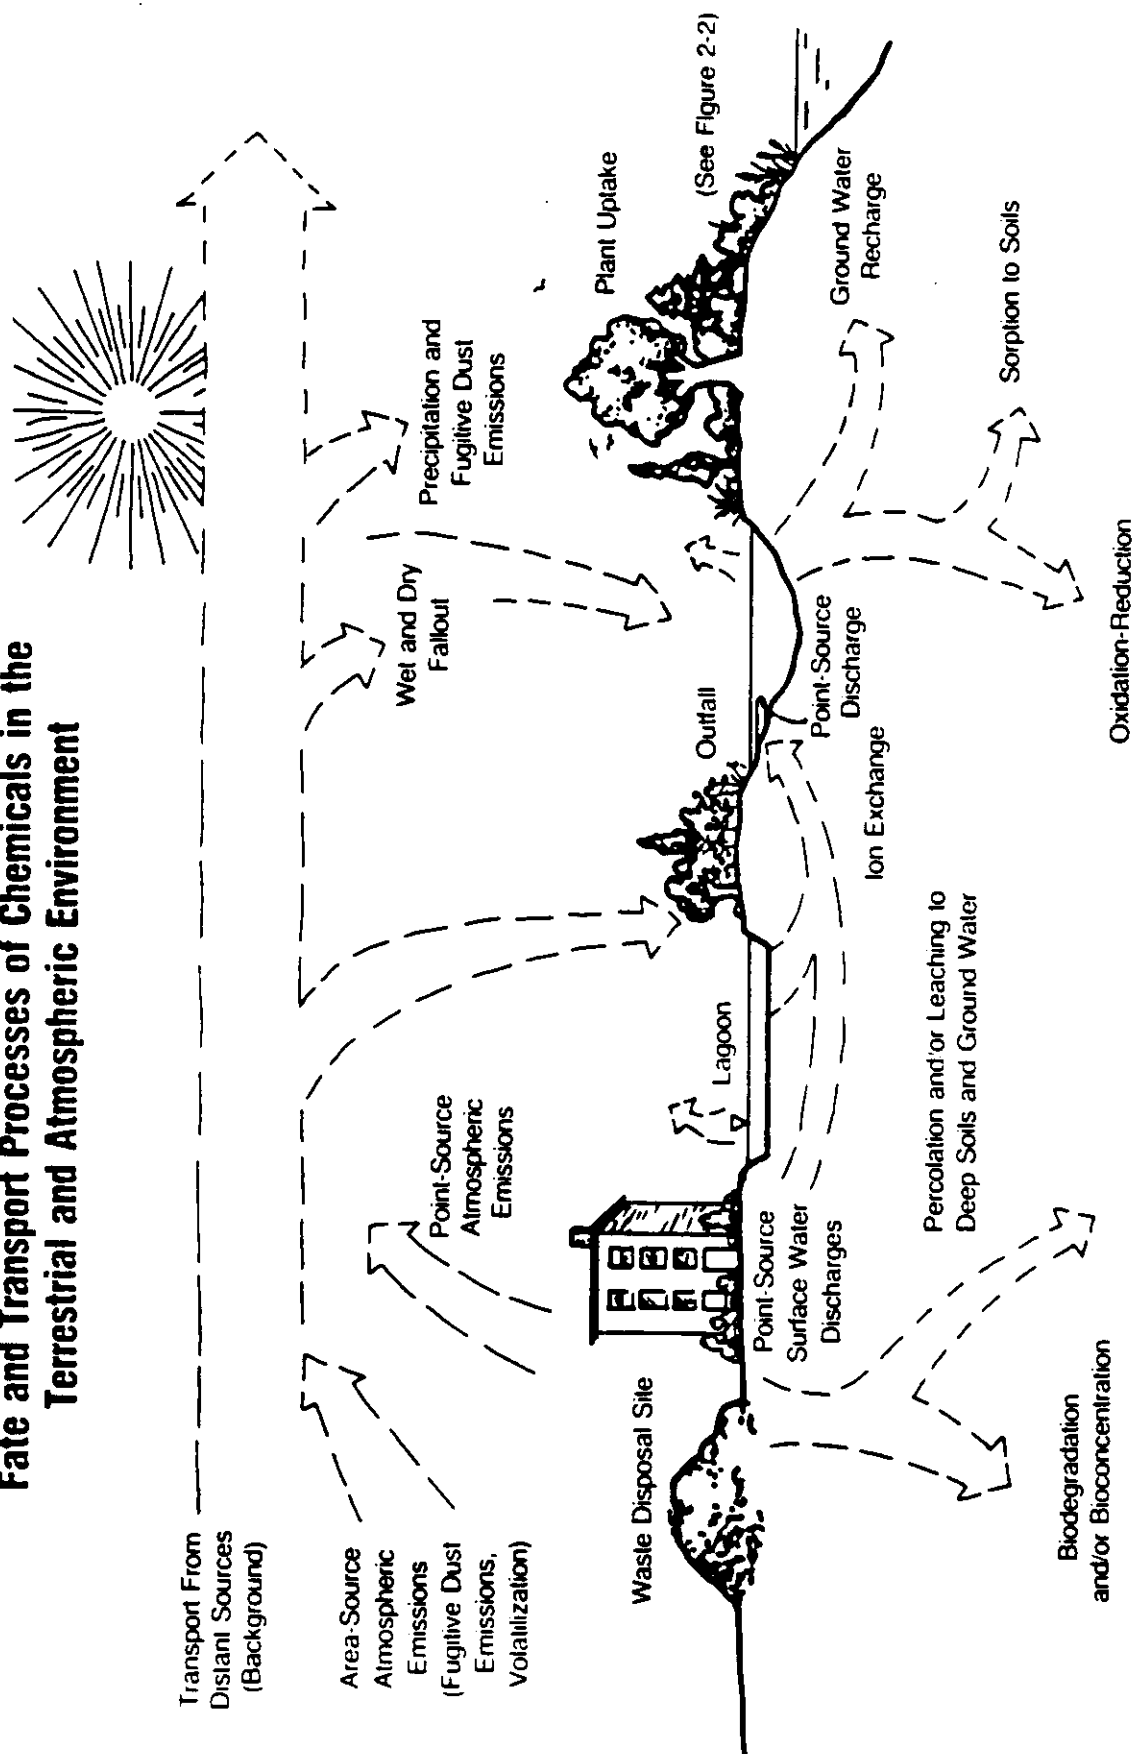 Fate and Transport Processes of Chemicals in the
Terrestrial and Atmospheric Environment
Transport From
Distant Sources
(Background)
Area-Source
Atmospheric
Emissions
(Fugitive Dust
Emissions,
Volatilization)
Point-Source
Atmospheric
Emissions
Wet and Dry
Fallout
Precipitation and
Fugitive Dust
Emissions
Plant Uptake
(See Figure 2-2)
Waste Disposal Site
Lagoon
Outfall
Point-Source
Surface Water
Discharges
Point-Source
Discharge
Ion Exchange
Ground Water
Recharge
Percolation and/or Leaching to
Deep Soils and Ground Water
Sorption to Soils
Biodegradation
and/or Bioconcentration
Oxidation-Reduction